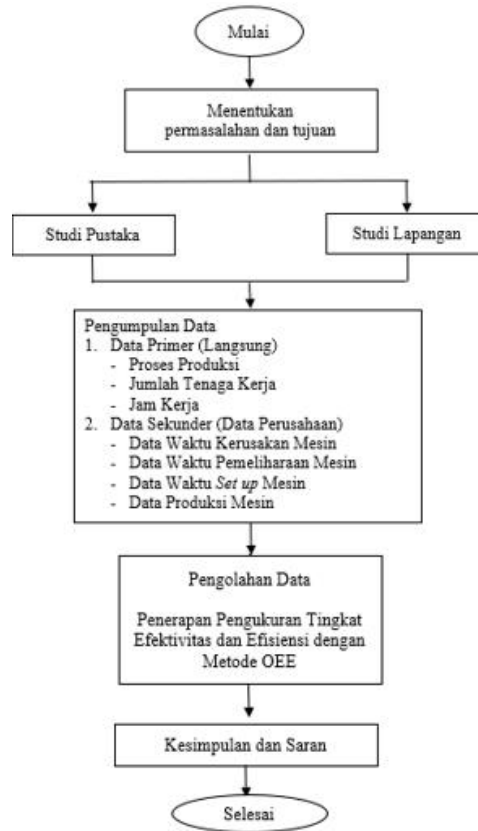 Mulai
Menentukan
permasalahan dan tujuan
Studi Pustaka
Studi Lapangan
Pengumpulan Data
1. Data Primer (Langsung)
- Proses Produksi
- Jumlah Tenaga Kerja
- Jam Kerja
2. Data Sekunder (Data Perusahaan)
- Data Waktu Kerusakan Mesin
- Data Waktu Pemeliharaan Mesin
- Data Waktu Set up Mesin
- Data Produksi Mesin
Pengolahan Data
Penerapan Pengukuran Tingkat
Efektivitas dan Efisiensi dengan
Metode OEE
Kesimpulan dan Saran
Selesai